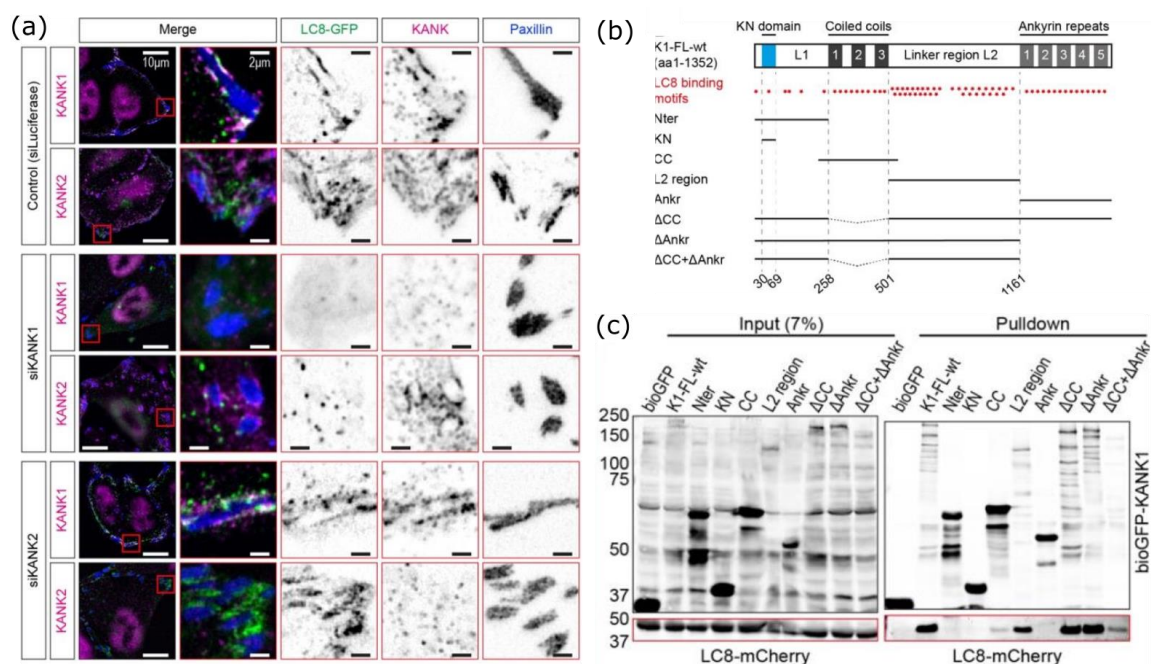 (a)
Merge
LC8-GFP
KANK
Paxillin
Control (siLuciferase)
KANK1
10µm
2µm
KANK2
siKANK1
KANK1
KANK2
siKANK2
KANK1
KANK2
(b)
KN domain
Coiled coils
Ankyrin repeats
K1-FL-wt
(aa1-1352)
L1
1 2 3
Linker region L2
1 2 3 4 5
LC8 binding
motifs
Nter
KN
CC
L2 region
Ankr
ΔCC
ΔAnkr
ΔCC+ΔAnkr
30
69
258
501
1161
(c)
Input (7%)
Pulldown
bioGFP
K1-FL-wt
Nter
KN
CC
L2 region
Ankr
ΔCC
ΔAnkr
ΔCC+ΔAnkr
bioGFP
K1-FL-wt
Nter
KN
CC
L2 region
Ankr
ΔCC
ΔAnkr
ΔCC+ΔAnkr
250
150
100
75
50
37
50
37
bioGFP-KANK1
LC8-mCherry
LC8-mCherry